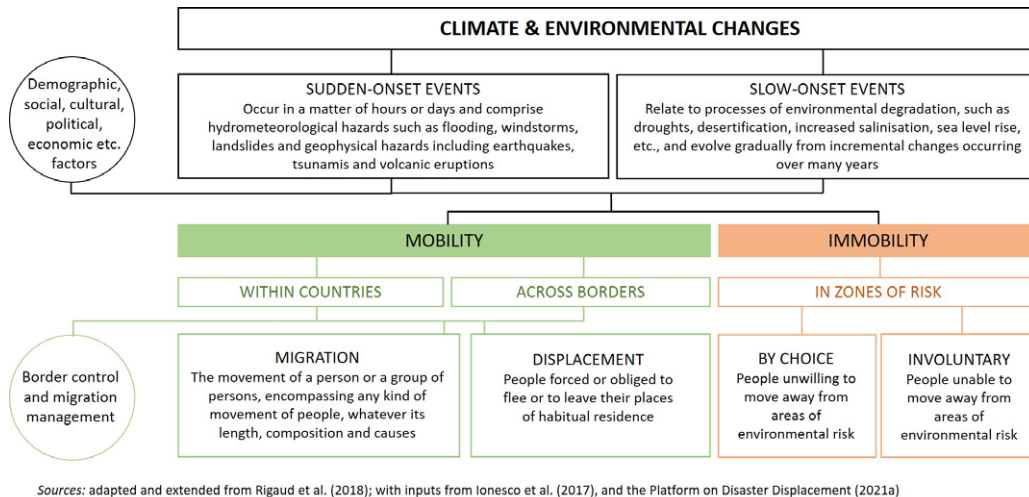 CLIMATE & ENVIRONMENTAL CHANGES
Demographic,
social, cultural,
political,
economic etc.
factors
SUDDEN-ONSET EVENTS
Occur in a matter of hours or days and comprise
hydrometeorological hazards such as flooding, windstorms,
landslides and geophysical hazards including earthquakes,
tsunamis and volcanic eruptions
SLOW-ONSET EVENTS
Relate to processes of environmental degradation, such as
droughts, desertification, increased salinisation, sea level rise,
etc., and evolve gradually from incremental changes occurring
over many years
MOBILITY
IMMOBILITY
WITHIN COUNTRIES
ACROSS BORDERS
IN ZONES OF RISK
Border control
and migration
management
MIGRATION
The movement of a person or a group of
persons, encompassing any kind of
movement of people, whatever its
length, composition and causes
DISPLACEMENT
People forced or obliged to
flee or to leave their places
of habitual residence
BY CHOICE
People unwilling to
move away from
areas of
environmental risk
INVOLUNTARY
People unable to
move away from
areas of
environmental risk
Sources: adapted and extended from Rigaud et al. (2018); with inputs from Ionesco et al. (2017), and the Platform on Disaster Displacement (2021a)